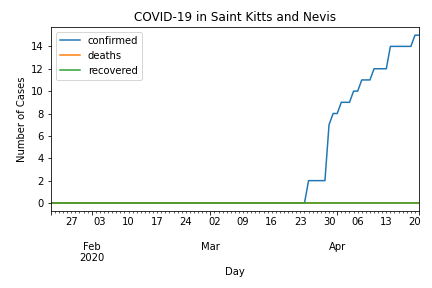 COVID-19 in Saint Kitts and Nevis
confirmed
deaths
recovered
Number of Cases
14
12
10
8
6
4
2
0
27 03 10 17 24 02 09 16 23 30 06 13 20
Feb Mar Apr
2020
Day